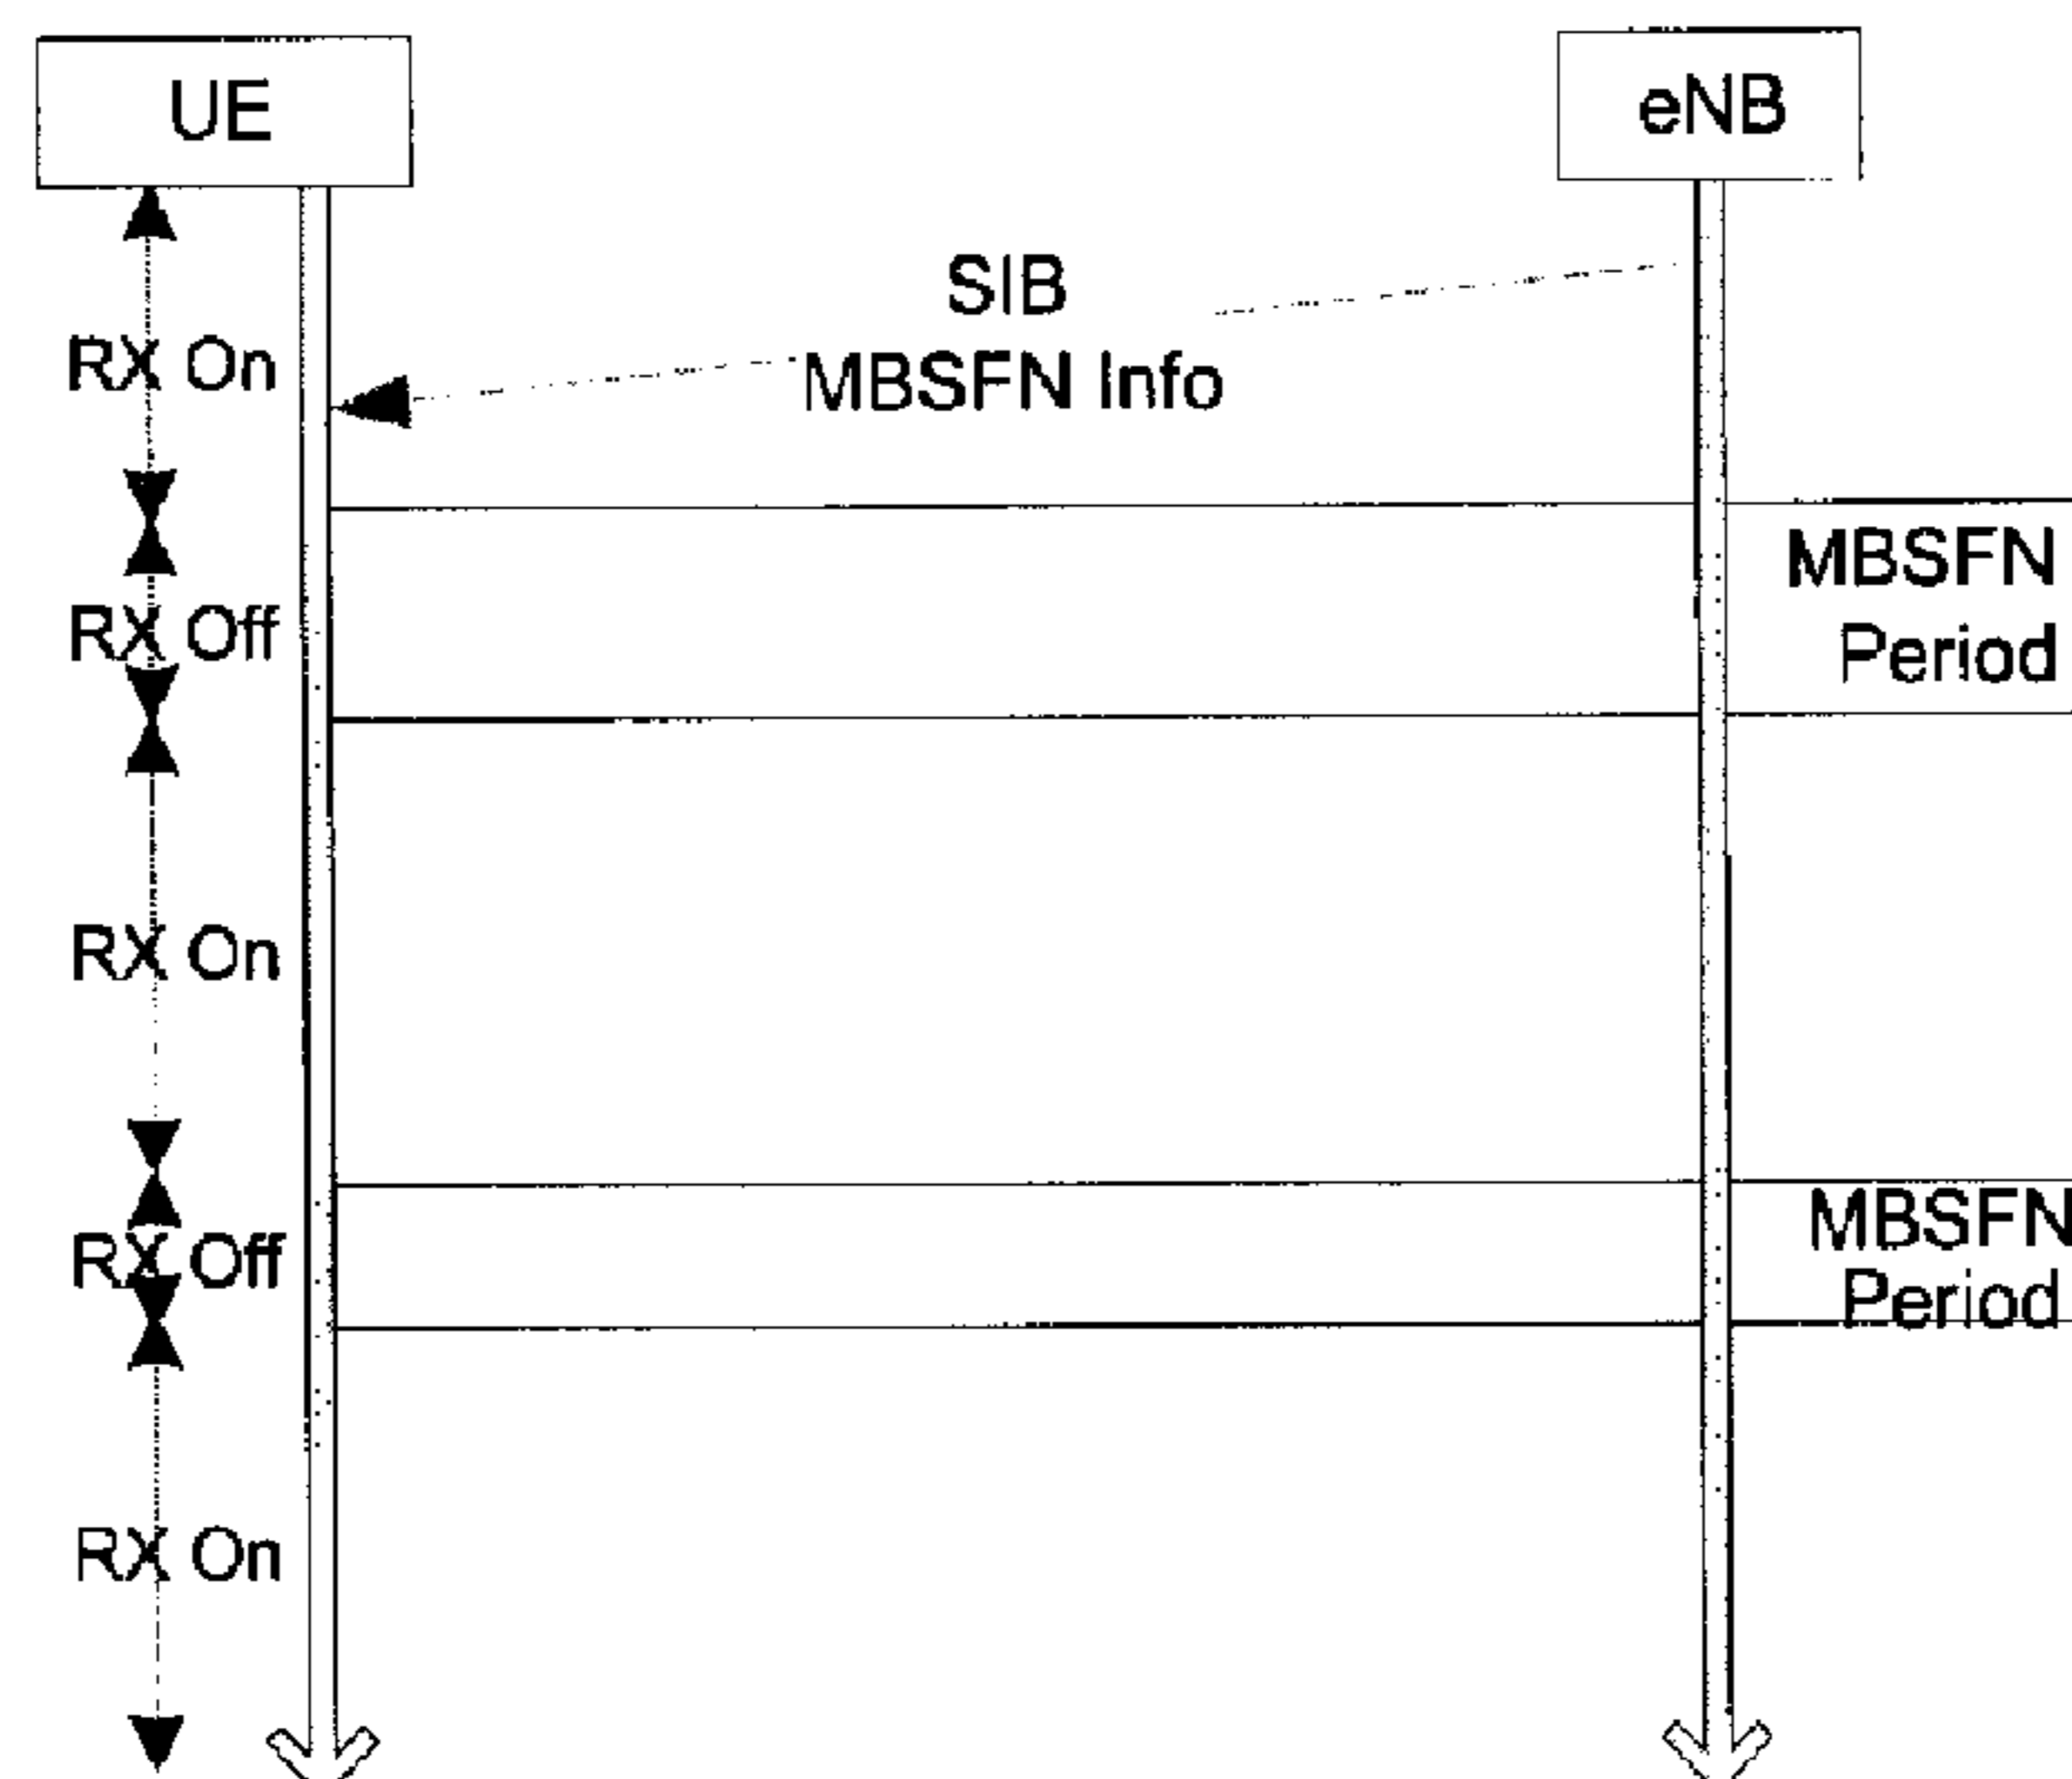 UE
eNB
SIB
MBSFN Info
RX On
MBSFN
Period
RX Off
RX On
MBSFN
Period
RX Off
RX On